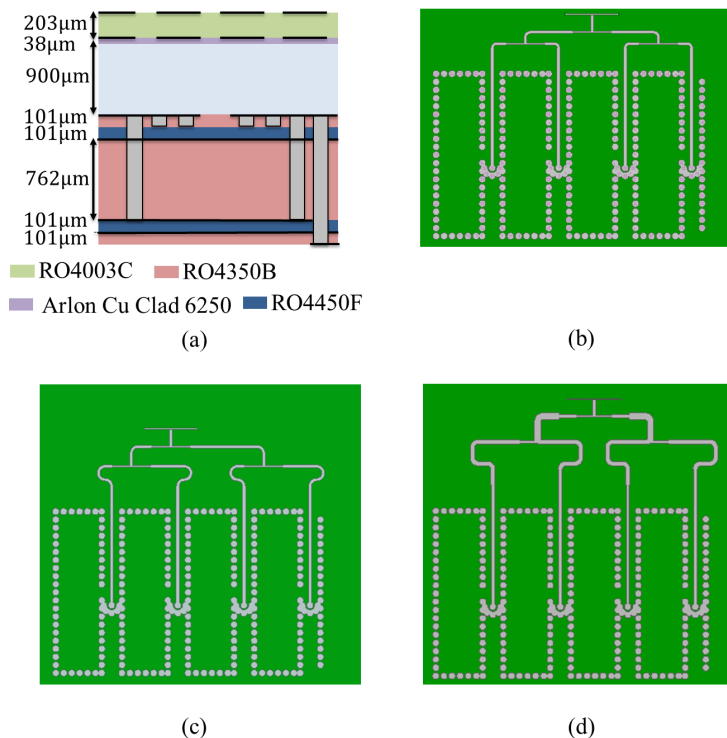 203µm
38µm
900µm
101µm
101µm
762µm
101µm
101µm
RO4003C RO4350B
Arlon Cu Clad 6250 RO4450F
(a)
(b)
(c)
(d)